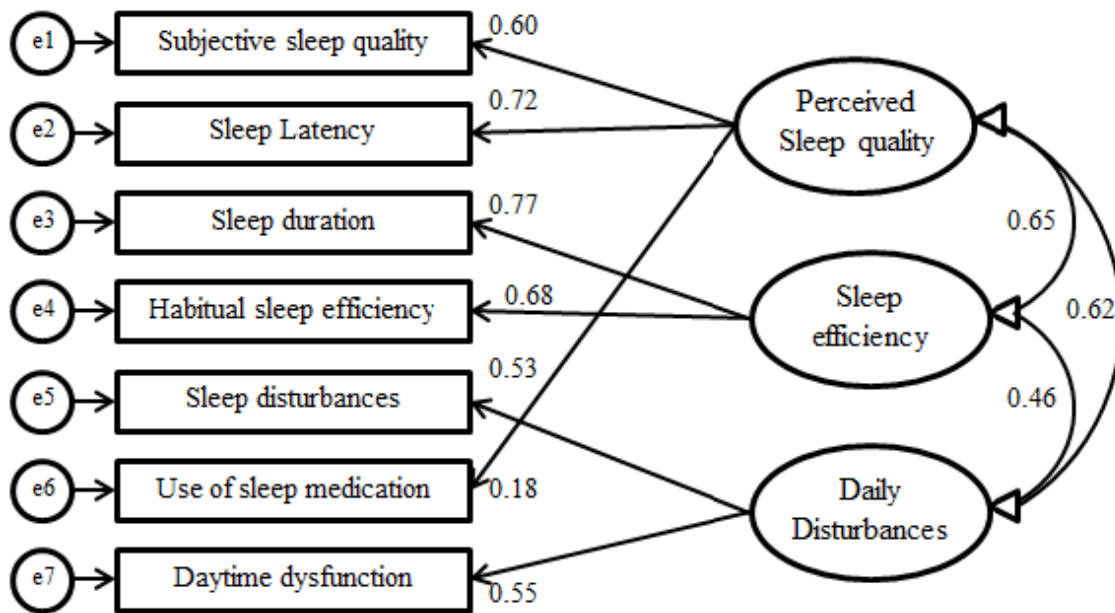 e1
Subjective sleep quality
0.60
e2
Sleep Latency
0.72
Perceived
Sleep quality
e3
Sleep duration
0.77
0.65
e4
Habitual sleep efficiency
0.68
Sleep
efficiency
0.62
e5
Sleep disturbances
0.53
0.46
e6
Use of sleep medication
0.18
Daily
Disturbances
e7
Daytime dysfunction
0.55